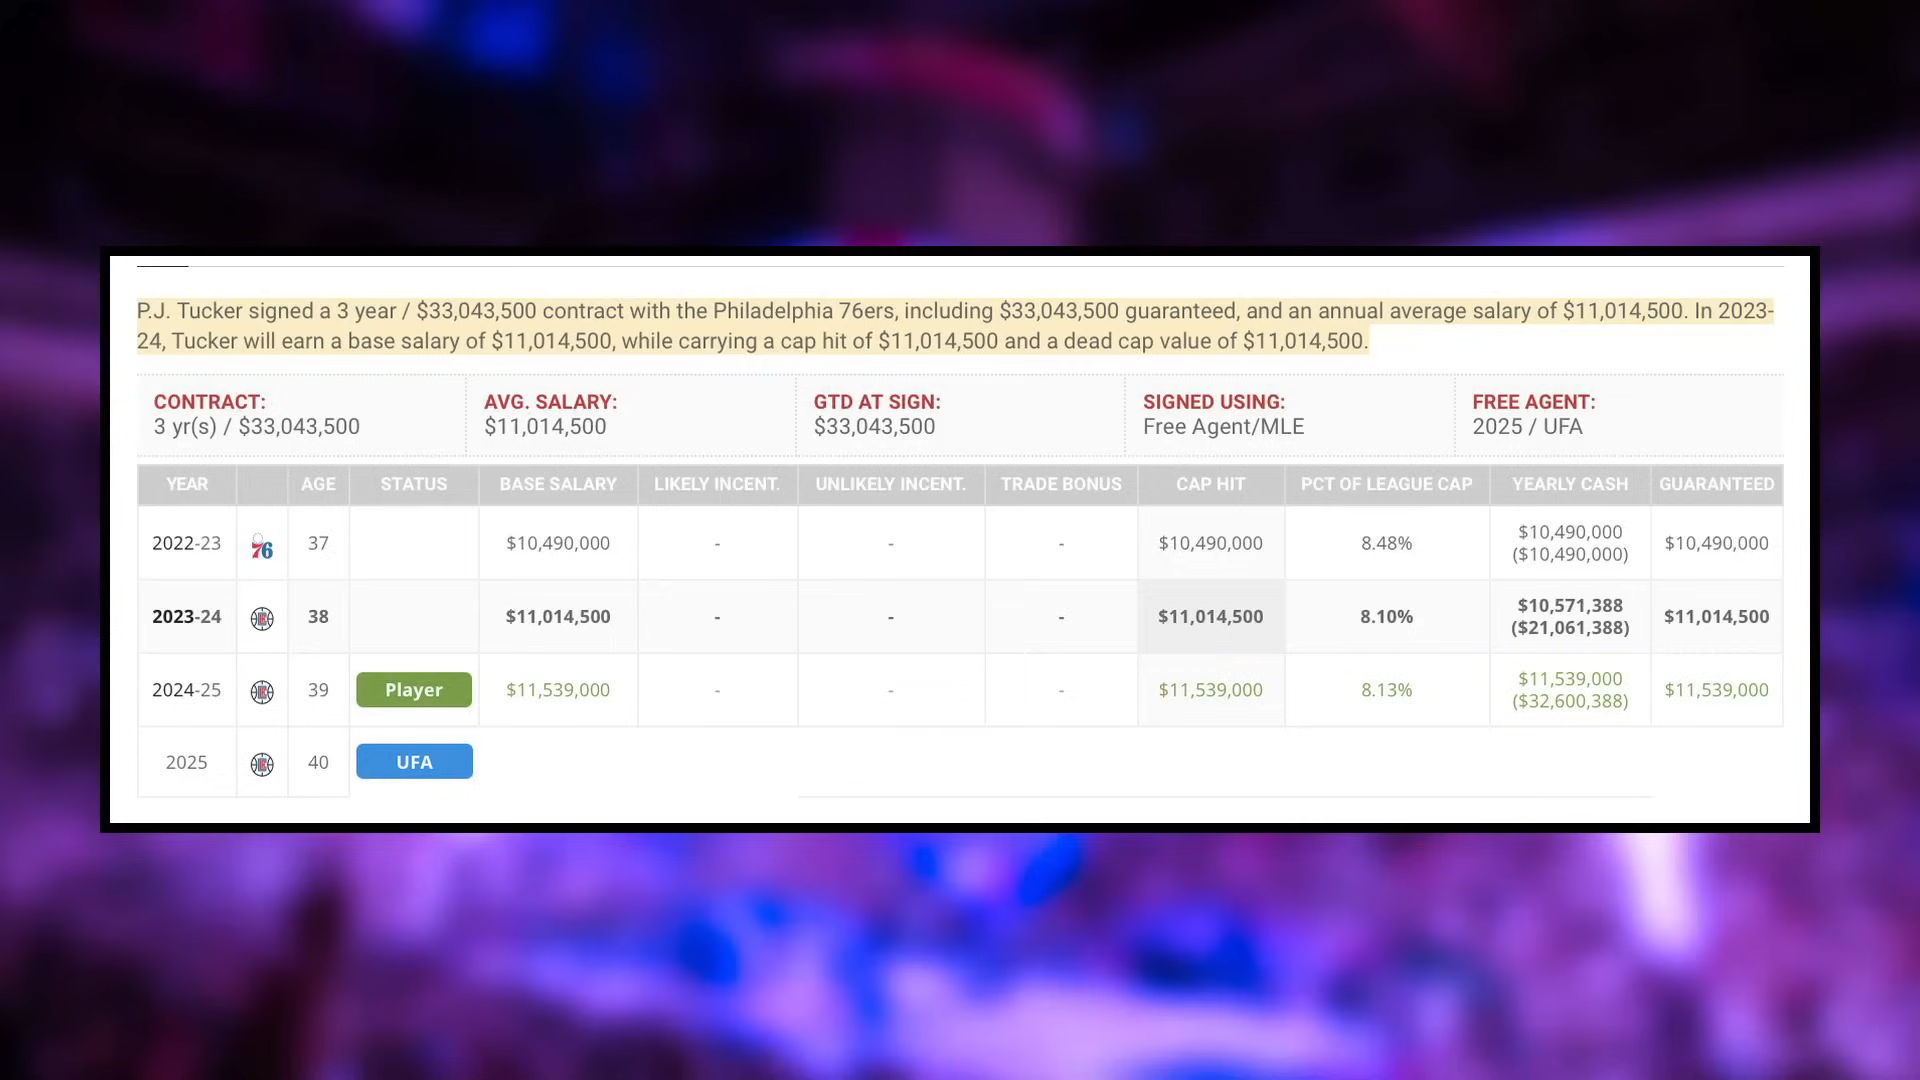 P.J. Tucker signed a 3 year / $33,043,500 contract with the Philadelphia 76ers, including $33,043,500 guaranteed, and an annual average salary of $11,014,500. In 2023-
24, Tucker will earn a base salary of $11,014,500, while carrying a cap hit of $11,014,500 and a dead cap value of $11,014,500.
CONTRACT: AVG. SALARY: GTD AT SIGN: SIGNED USING: FREE AGENT:
3 yr(s) / $33,043,500 $11,014,500 $33,043,500 Free Agent/MLE 2025 / UFA
YEAR AGE STATUS BASE SALARY LIKELY INCENT. UNLIKELY INCENT. TRADE BONUS CAP HIT PCT OF LEAGUE CAP YEARLY CASH GUARANTEED
2022-23 76 37 $10,490,000 - - - $10,490,000 8.48% $10,490,000 ($10,490,000) $10,490,000
2023-24 38 $11,014,500 - - - $11,014,500 8.10% $10,571,388 ($21,061,388) $11,014,500
2024-25 39 Player $11,539,000 - - - $11,539,000 8.13% $11,539,000 ($32,600,388) $11,539,000
2025 40 UFA